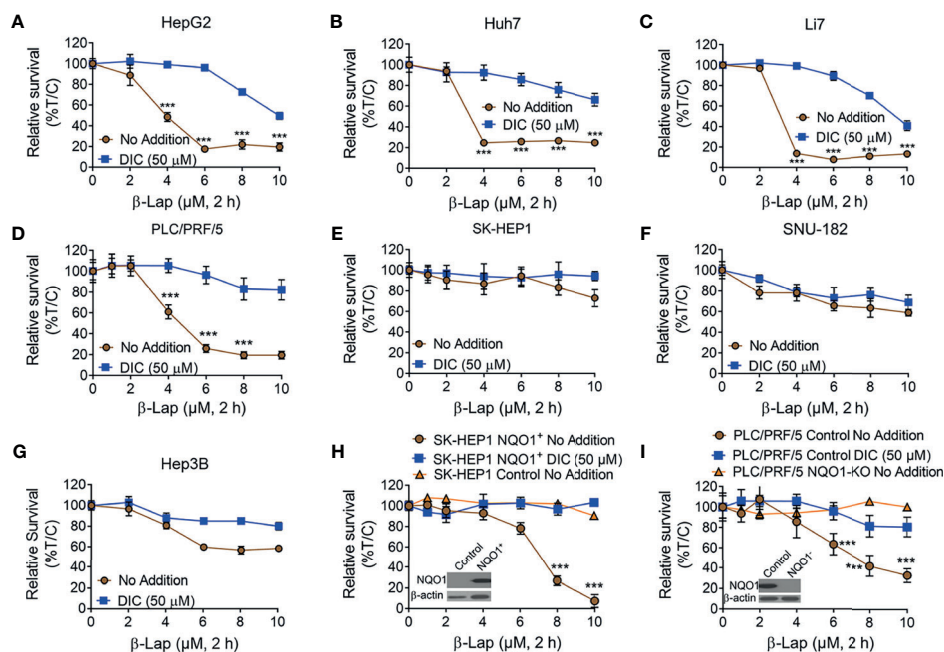 A
HepG2
Relative survival
(%T/C)
120
100
80
60
40
20
0
***
***
***
***
No Addition
DIC (50 µM)
0 2 4 6 8 10
β-Lap (µM, 2 h)
B
Huh7
Relative survival
(%T/C)
120
100
80
60
40
20
0
No Addition
DIC (50 µM)
***
***
***
***
0 2 4 6 8 10
β-Lap (µM, 2 h)
C
Li7
Relative survival
(%T/C)
120
100
80
60
40
20
0
No Addition
DIC (50 µM)
***
***
***
***
0 2 4 6 8 10
β-Lap (µM, 2 h)
D
PLC/PRF/5
Relative survival
(%T/C)
120
100
80
60
40
20
0
***
***
***
No Addition
DIC (50 µM)
0 2 4 6 8 10
β-Lap (µM, 2 h)
E
SK-HEP1
Relative survival
(%T/C)
120
100
80
60
40
20
0
No Addition
DIC (50 µM)
0 2 4 6 8 10
β-Lap (µM, 2 h)
F
SNU-182
Relative survival
(%T/C)
120
100
80
60
40
20
0
No Addition
DIC (50 µM)
0 2 4 6 8 10
β-Lap (µM, 2 h)
G
Hep3B
Relative Survival
(%T/C)
120
100
80
60
40
20
0
No Addition
DIC (50 µM)
0 2 4 6 8 10
β-Lap (µM, 2 h)
H
SK-HEP1 NQO1+ No Addition
SK-HEP1 NQO1+ DIC (50 µM)
SK-HEP1 Control No Addition
Relative survival
(%T/C)
120
100
80
60
40
20
0
Control
NQO1+
NQO1
β-actin
***
***
0 2 4 6 8 10
β-Lap (µM, 2 h)
I
PLC/PRF/5 Control No Addition
PLC/PRF/5 Control DIC (50 µM)
PLC/PRF/5 NQO1-KO No Addition
Relative survival
(%T/C)
120
100
80
60
40
20
0
Control
NQO1-
NQO1
β-actin
***
***
***
0 2 4 6 8 10
β-Lap (µM, 2 h)